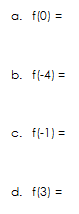 a. f(0) =
b. f(-4) =
c. f(-1) =
d. f(3) =